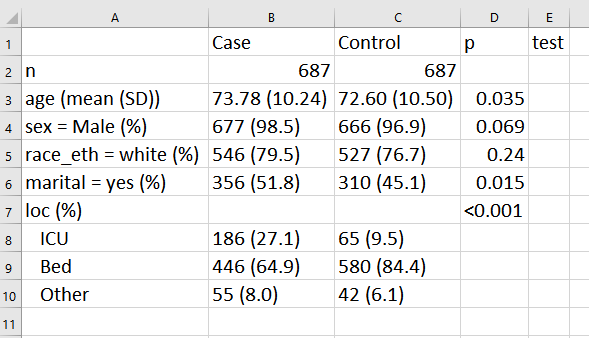 A B C D E
1 Case Control p test
2 n 687 687
3 age (mean (SD)) 73.78 (10.24) 72.60 (10.50) 0.035
4 sex = Male (%) 677 (98.5) 666 (96.9) 0.069
5 race_eth = white (%) 546 (79.5) 527 (76.7) 0.24
6 marital = yes (%) 356 (51.8) 310 (45.1) 0.015
7 loc (%) <0.001
8 ICU 186 (27.1) 65 (9.5)
9 Bed 446 (64.9) 580 (84.4)
10 Other 55 (8.0) 42 (6.1)
11